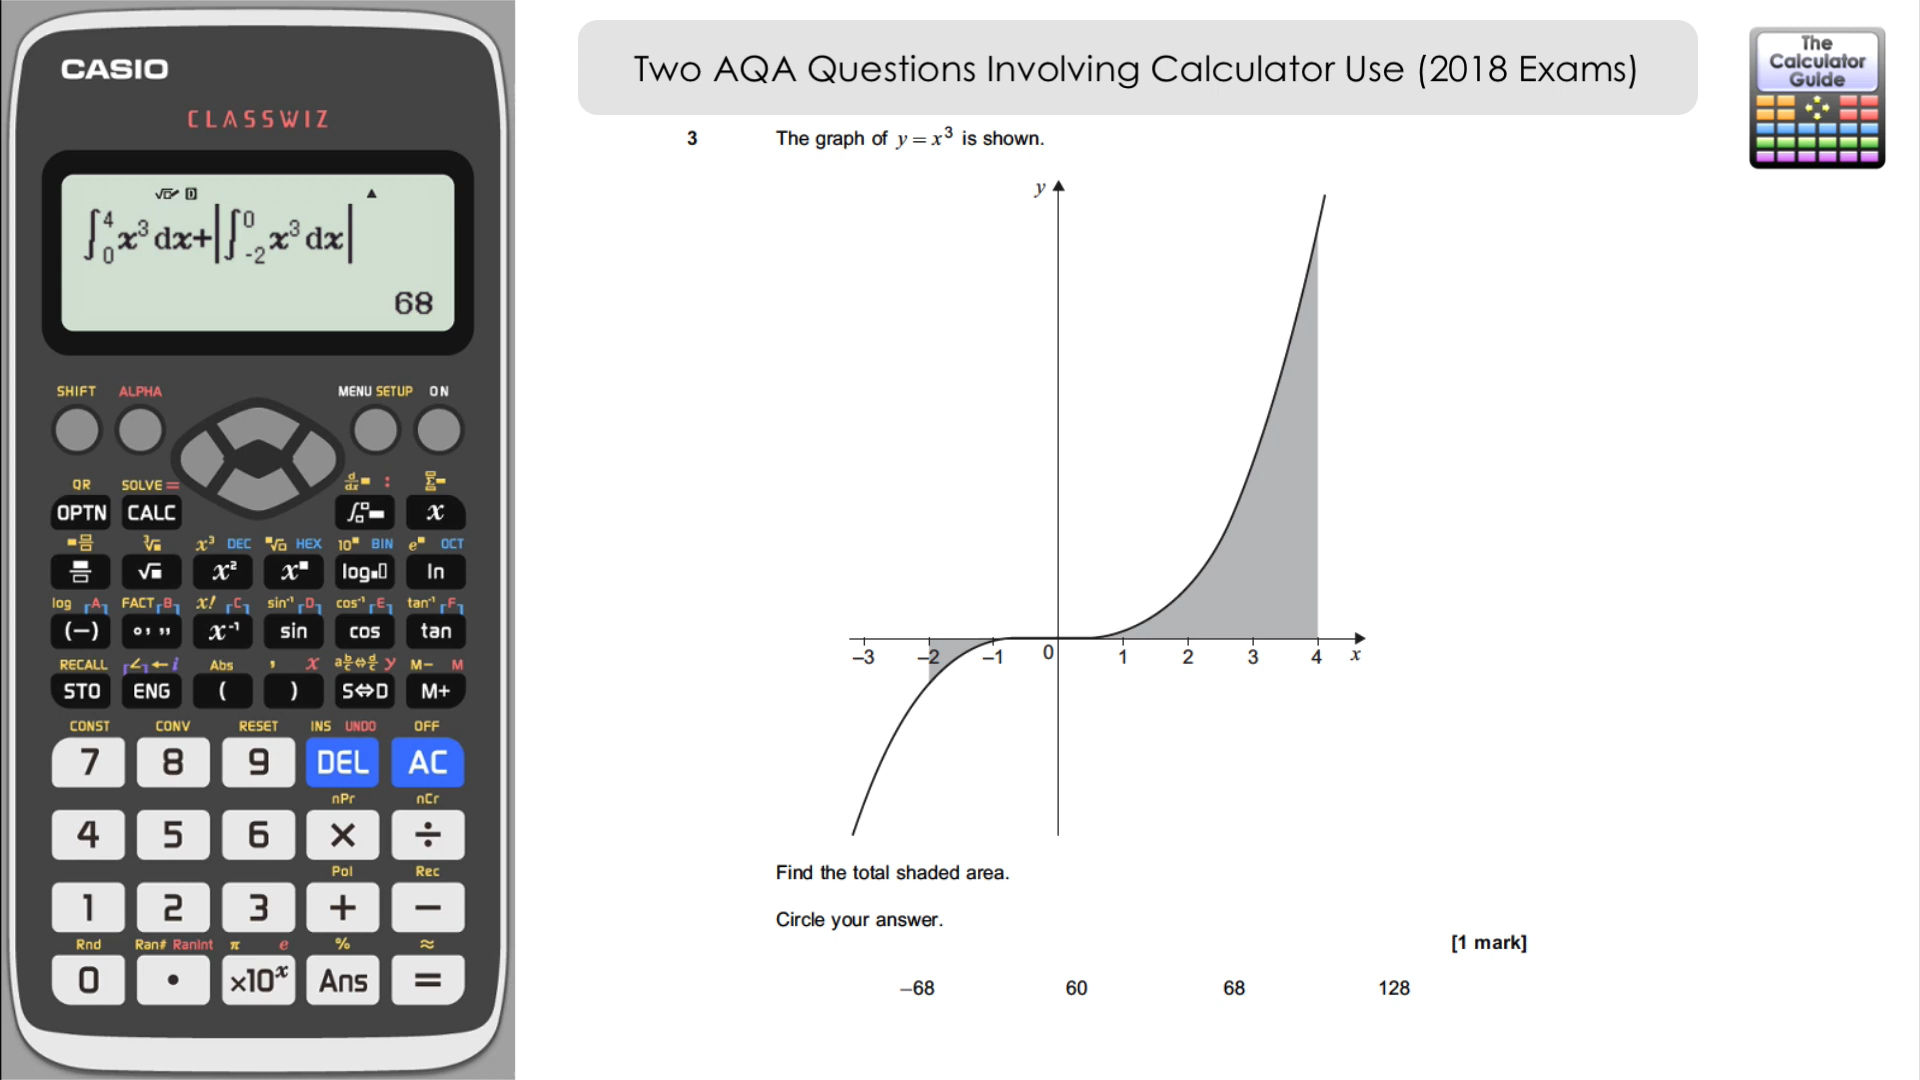 CASIO
CLASSWIZ
∫₀⁴x³dx+|∫₋₂⁰x³dx|
68
SHIFT ALPHA MENU SETUP ON
QR SOLVE = d/dx■ : Σ■
OPTN CALC ∫ x
x³ DEC HEX 10■ BIN e■ OCT
√■ x² x■ log■□ ln
log A FACT B x! C sin⁻¹ D cos⁻¹ E tan⁻¹ F
(−) °’” x⁻¹ sin cos tan
RECALL ∠ ← i Abs , x a b/c⇔d/c y M− M
STO ENG ( ) S⇔D M+
CONST CONV RESET INS UNDO OFF
7 8 9 DEL AC
nPr nCr
4 5 6 × ÷
Pol Rec
1 2 3 + −
Rnd Ran# RanInt π e % ≈
0 • ×10ˣ Ans =
Two AQA Questions Involving Calculator Use (2018 Exams)
The
Calculator
Guide
3 The graph of y = x³ is shown.
y
−3 −2 −1 0 1 2 3 4 x
Find the total shaded area.
Circle your answer.
[1 mark]
−68 60 68 128